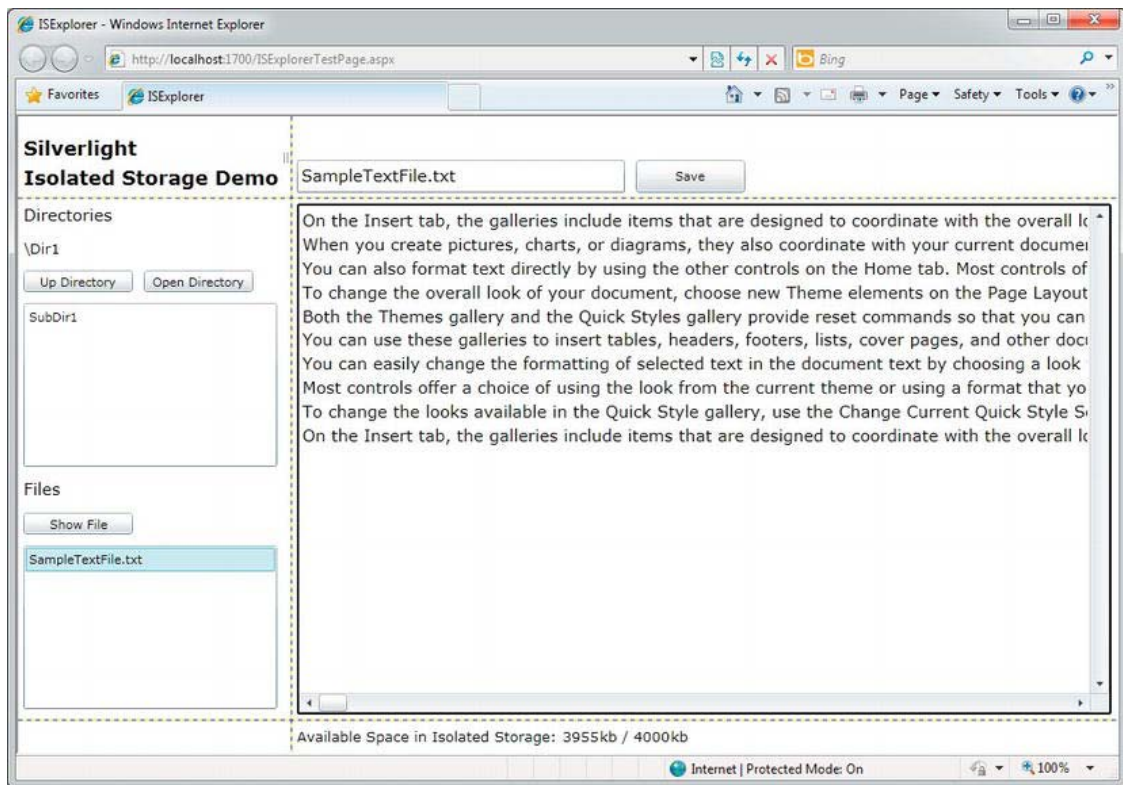 ISExplorer - Windows Internet Explorer
http://localhost:1700/ISExplorerTestPage.aspx
Bing
Favorites ISExplorer Page Safety Tools
Silverlight
Isolated Storage Demo
SampleTextFile.txt Save
Directories
\Dir1
Up Directory Open Directory
SubDir1
Files
Show File
SampleTextFile.txt
On the Insert tab, the galleries include items that are designed to coordinate with the overall
When you create pictures, charts, or diagrams, they also coordinate with your current
You can also format text directly by using the other controls on the Home tab. Most controls of
To change the overall look of your document, choose new Theme elements on the Page Layout
Both the Themes gallery and the Quick Styles gallery provide reset commands so that you can
You can use these galleries to insert tables, headers, footers, lists, cover pages, and other
You can easily change the formatting of selected text in the document text by choosing a look
Most controls offer a choice of using the look from the current theme or using a format that yo
To change the looks available in the Quick Style gallery, use the Change Current Quick Style
On the Insert tab, the galleries include items that are designed to coordinate with the overall
Available Space in Isolated Storage: 3955kb / 4000kb
Internet | Protected Mode: On 100%